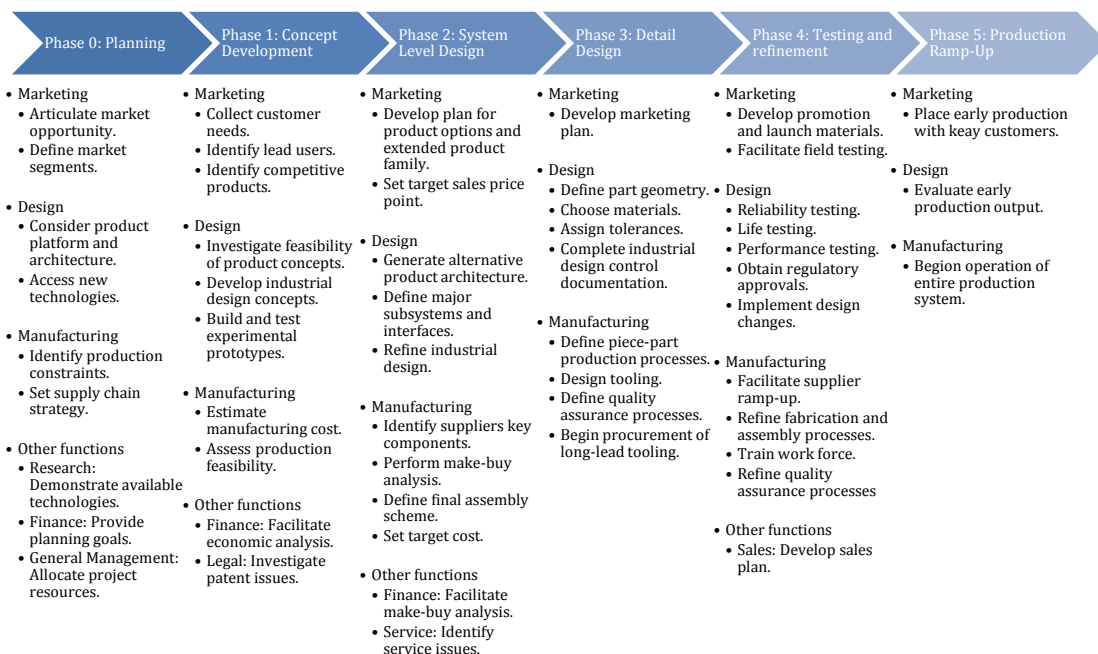 Phase 0: Planning
• Marketing
• Articulate market
opportunity.
• Define market
segments.
• Design
• Consider product
platform and
architecture.
• Access new
technologies.
• Manufacturing
• Identify production
constraints.
• Set supply chain
strategy.
• Other functions
• Research:
Demonstrate available
technologies.
• Finance: Provide
planning goals.
• General Management:
Allocate project
resources.
Phase 1: Concept
Development
• Marketing
• Collect customer
needs.
• Identify lead users.
• Identify competitive
products.
• Design
• Investigate feasibility
of product concepts.
• Develop industrial
design concepts.
• Build and test
experimental
prototypes.
• Manufacturing
• Estimate
manufacturing cost.
• Assess production
feasibility.
• Other functions
• Finance: Facilitate
economic analysis.
• Legal: Investigate
patent issues.
Phase 2: System
Level Design
• Marketing
• Develop plan for
product options and
extended product
family.
• Set target sales price
point.
• Design
• Generate alternative
product architecture.
• Define major
subsystems and
interfaces.
• Refine industrial
design.
• Manufacturing
• Identify suppliers key
components.
• Perform make-buy
analysis.
• Define final assembly
scheme.
• Set target cost.
• Other functions
• Finance: Facilitate
make-buy analysis.
• Service: Identify
service issues.
Phase 3: Detail
Design
• Marketing
• Develop marketing
plan.
• Design
• Define part geometry.
• Choose materials.
• Assign tolerances.
• Complete industrial
design control
documentation.
• Manufacturing
• Define piece-part
production processes.
• Design tooling.
• Define quality
assurance processes.
• Begin procurement of
long-lead tooling.
Phase 4: Testing and
refinement
• Marketing
• Develop promotion
and launch materials.
• Facilitate field testing.
• Design
• Reliability testing.
• Life testing.
• Performance testing.
• Obtain regulatory
approvals.
• Implement design
changes.
• Manufacturing
• Facilitate supplier
ramp-up.
• Refine fabrication and
assembly processes.
• Train work force.
• Refine quality
assurance processes
• Other functions
• Sales: Develop sales
plan.
Phase 5: Production
Ramp-Up
• Marketing
• Place early production
with keay customers.
• Design
• Evaluate early
production output.
• Manufacturing
• Begion operation of
entire production
system.